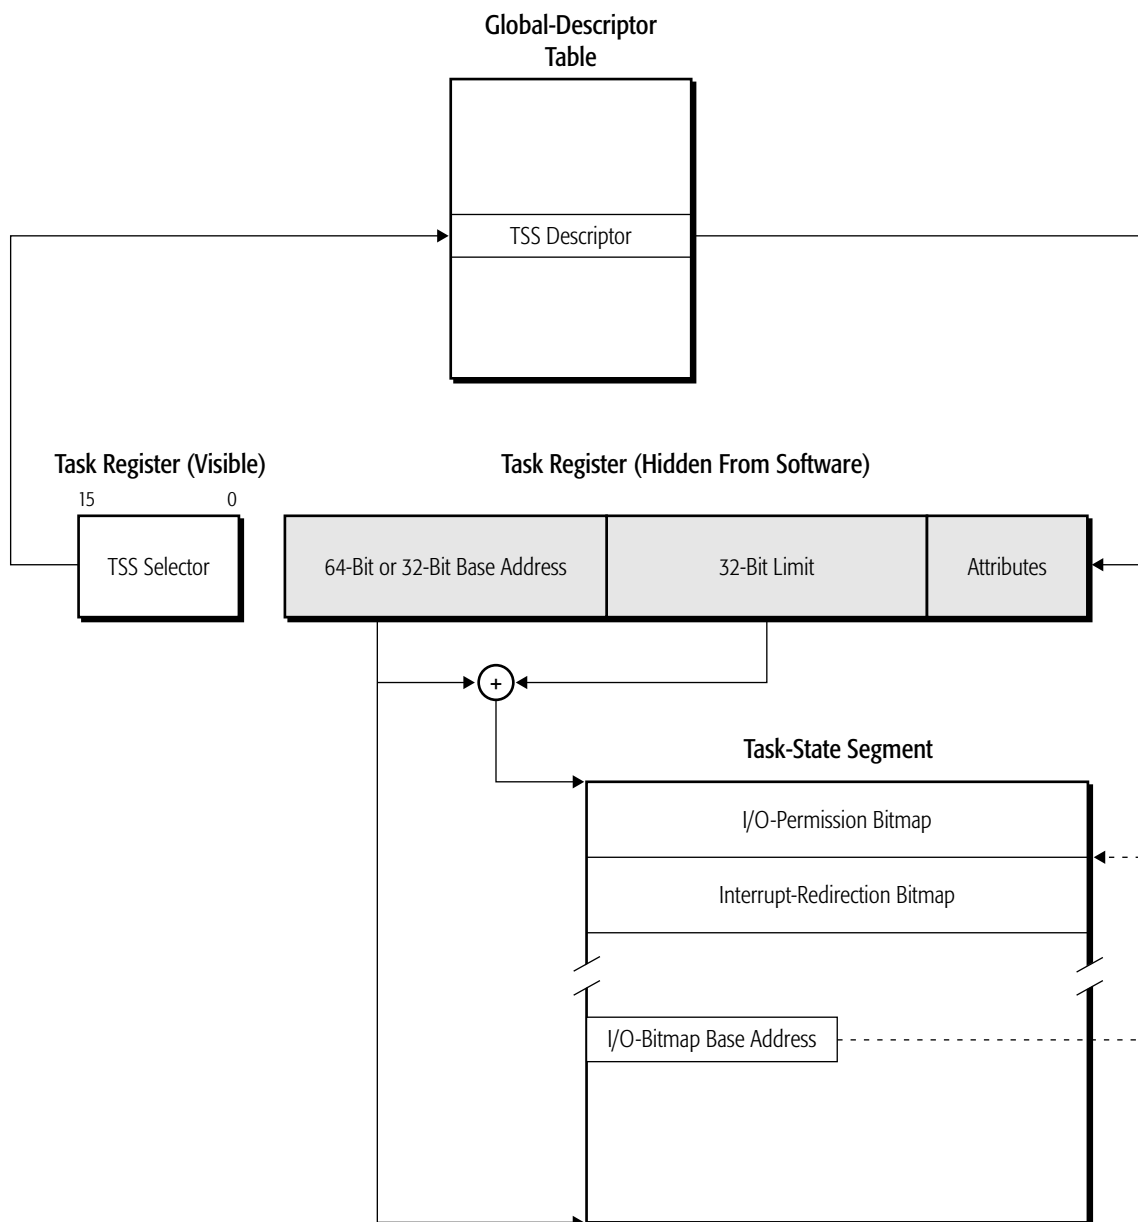 Global-Descriptor
Table
TSS Descriptor
Task Register (Visible)
Task Register (Hidden From Software)
15 0
TSS Selector
64-Bit or 32-Bit Base Address
32-Bit Limit
Attributes
+
Task-State Segment
I/O-Permission Bitmap
Interrupt-Redirection Bitmap
I/O-Bitmap Base Address